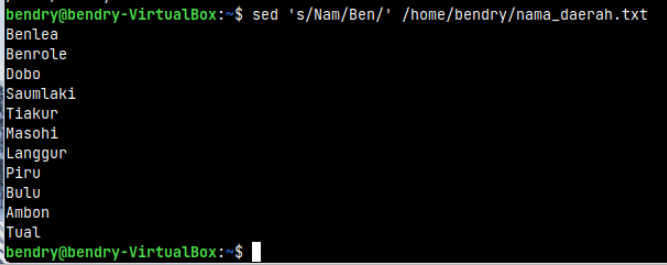 bendry@bendry-VirtualBox:~$ sed 's/Nam/Ben/' /home/bendry/nama_daerah.txt
Benlea
Benrole
Dobo
Saumlaki
Tiakur
Masohi
Langgur
Piru
Bulu
Ambon
Tual
bendry@bendry-VirtualBox:~$